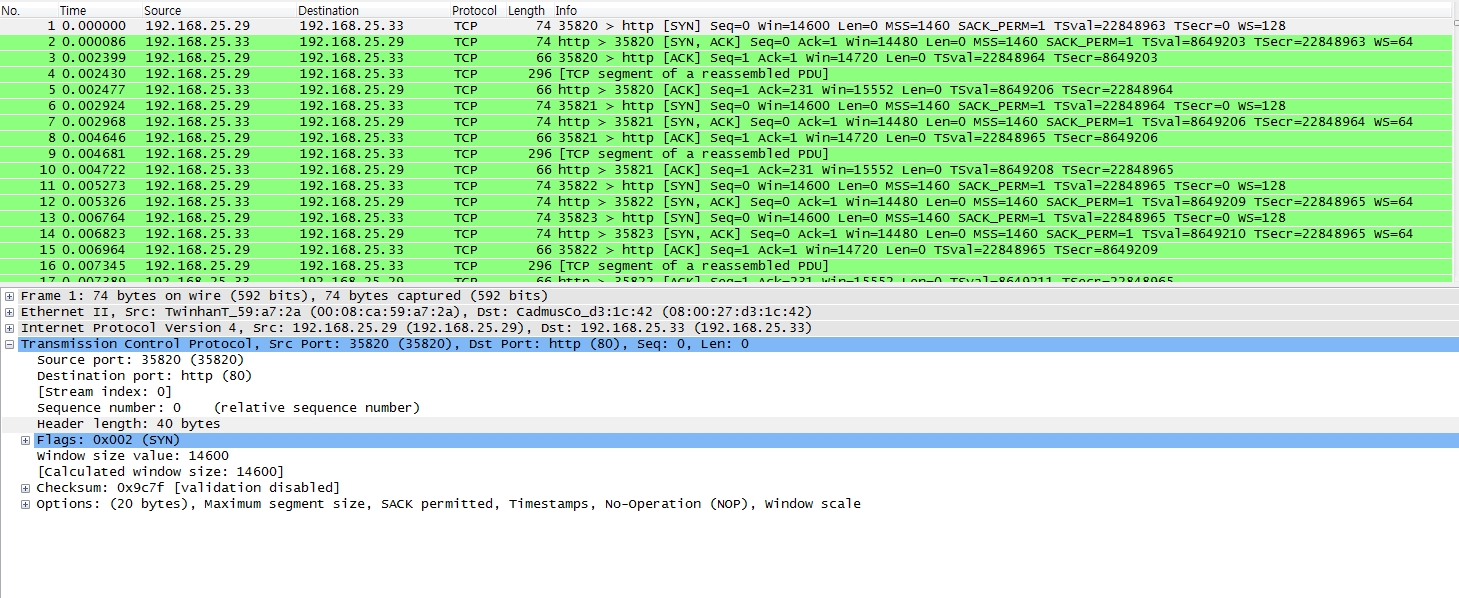 No. Time Source Destination Protocol Length Info
1 0.000000 192.168.25.29 192.168.25.33 TCP 74 35820 > http [SYN] Seq=0 Win=14600 Len=0 MSS=1460 SACK_PERM=1 TSval=22848963 TSecr=0 WS=128
2 0.000086 192.168.25.33 192.168.25.29 TCP 74 http > 35820 [SYN, ACK] Seq=0 Ack=1 Win=14480 Len=0 MSS=1460 SACK_PERM=1 TSval=8649203 TSecr=22848963 WS=64
3 0.002399 192.168.25.29 192.168.25.33 TCP 66 35820 > http [ACK] Seq=1 Ack=1 Win=14720 Len=0 TSval=22848964 TSecr=8649203
4 0.002430 192.168.25.29 192.168.25.33 TCP 296 [TCP segment of a reassembled PDU]
5 0.002477 192.168.25.33 192.168.25.29 TCP 66 http > 35820 [ACK] Seq=1 Ack=231 Win=15552 Len=0 TSval=8649206 TSecr=22848964
6 0.002924 192.168.25.29 192.168.25.33 TCP 74 35821 > http [SYN] Seq=0 Win=14600 Len=0 MSS=1460 SACK_PERM=1 TSval=22848964 TSecr=0 WS=128
7 0.002968 192.168.25.33 192.168.25.29 TCP 74 http > 35821 [SYN, ACK] Seq=0 Ack=1 Win=14480 Len=0 MSS=1460 SACK_PERM=1 TSval=8649206 TSecr=22848964 WS=64
8 0.004646 192.168.25.29 192.168.25.33 TCP 66 35821 > http [ACK] Seq=1 Ack=1 Win=14720 Len=0 TSval=22848965 TSecr=8649206
9 0.004681 192.168.25.29 192.168.25.33 TCP 296 [TCP segment of a reassembled PDU]
10 0.004722 192.168.25.33 192.168.25.29 TCP 66 http > 35821 [ACK] Seq=1 Ack=231 Win=15552 Len=0 TSval=8649208 TSecr=22848965
11 0.005273 192.168.25.29 192.168.25.33 TCP 74 35822 > http [SYN] Seq=0 Win=14600 Len=0 MSS=1460 SACK_PERM=1 TSval=22848965 TSecr=0 WS=128
12 0.005326 192.168.25.33 192.168.25.29 TCP 74 http > 35822 [SYN, ACK] Seq=0 Ack=1 Win=14480 Len=0 MSS=1460 SACK_PERM=1 TSval=8649209 TSecr=22848965 WS=64
13 0.006764 192.168.25.29 192.168.25.33 TCP 74 35823 > http [SYN] Seq=0 Win=14600 Len=0 MSS=1460 SACK_PERM=1 TSval=22848965 TSecr=0 WS=128
14 0.006823 192.168.25.33 192.168.25.29 TCP 74 http > 35823 [SYN, ACK] Seq=0 Ack=1 Win=14480 Len=0 MSS=1460 SACK_PERM=1 TSval=8649210 TSecr=22848965 WS=64
15 0.006964 192.168.25.29 192.168.25.33 TCP 66 35822 > http [ACK] Seq=1 Ack=1 Win=14720 Len=0 TSval=22848965 TSecr=8649209
16 0.007345 192.168.25.29 192.168.25.33 TCP 296 [TCP segment of a reassembled PDU]
17 0.007389 192.168.25.33 192.168.25.29 TCP 66 http > 35822 [ACK] Seq=1 Ack=231 Win=15552 Len=0 TSval=8649211 TSecr=22848965
Frame 1: 74 bytes on wire (592 bits), 74 bytes captured (592 bits)
Ethernet II, Src: TwinhanT_59:a7:2a (00:08:ca:59:a7:2a), Dst: CadmusCo_d3:1c:42 (08:00:27:d3:1c:42)
Internet Protocol Version 4, Src: 192.168.25.29 (192.168.25.29), Dst: 192.168.25.33 (192.168.25.33)
Transmission Control Protocol, Src Port: 35820 (35820), Dst Port: http (80), Seq: 0, Len: 0
Source port: 35820 (35820)
Destination port: http (80)
[Stream index: 0]
Sequence number: 0 (relative sequence number)
Header length: 40 bytes
Flags: 0x002 (SYN)
Window size value: 14600
[Calculated window size: 14600]
Checksum: 0x9c7f [validation disabled]
Options: (20 bytes), Maximum segment size, SACK permitted, Timestamps, No-Operation (NOP), Window scale